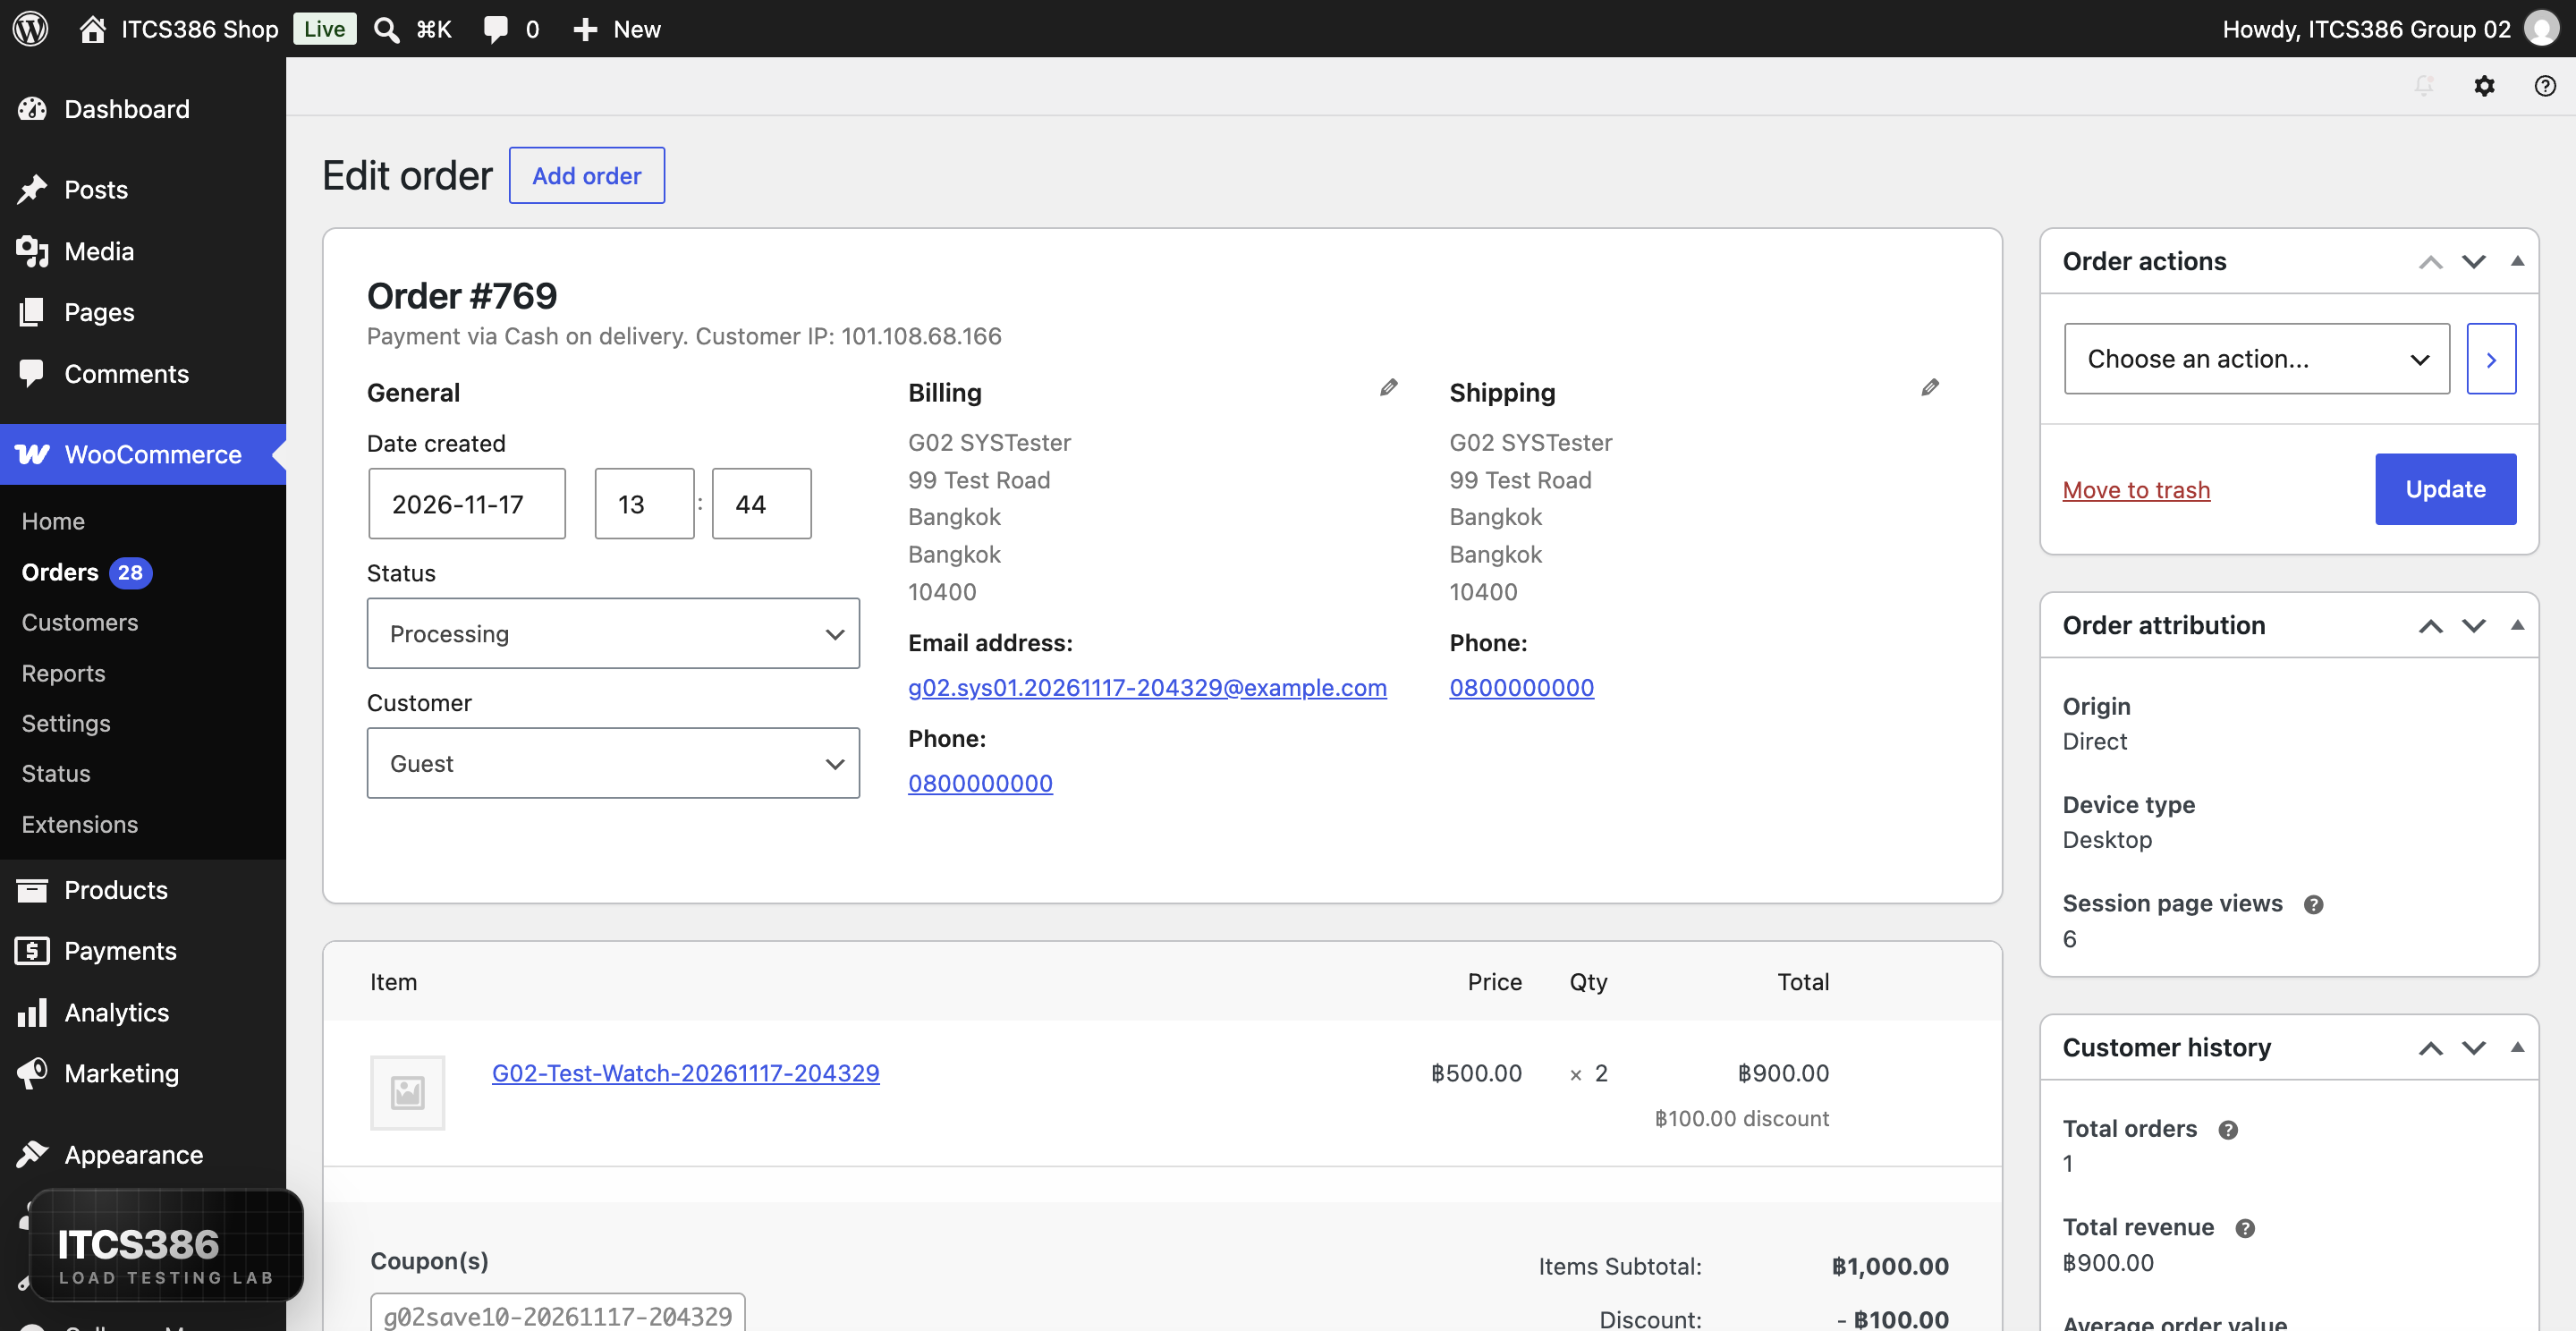 ITCS386 Shop Live ⌘K 0 New Howdy, ITCS386 Group 02
Dashboard
Posts
Media
Pages
Comments
WooCommerce
Home
Orders 28
Customers
Reports
Settings
Status
Extensions
Products
Payments
Analytics
Marketing
Appearance
ITCS386
LOAD TESTING LAB
Edit order Add order
Order #769
Payment via Cash on delivery. Customer IP: 101.108.68.166
General
Date created
2026-11-17 13 : 44
Status
Processing
Customer
Guest
Billing
G02 SYSTester
99 Test Road
Bangkok
Bangkok
10400
Email address:
g02.sys01.20261117-204329@example.com
Phone:
0800000000
Shipping
G02 SYSTester
99 Test Road
Bangkok
Bangkok
10400
Phone:
0800000000
Item Price Qty Total
G02-Test-Watch-20261117-204329 ฿500.00 × 2 ฿900.00
฿100.00 discount
Coupon(s)
g02save10-20261117-204329
Items Subtotal: ฿1,000.00
Discount: - ฿100.00
Order actions
Choose an action...
Move to trash Update
Order attribution
Origin
Direct
Device type
Desktop
Session page views
6
Customer history
Total orders
1
Total revenue
฿900.00
Average order value